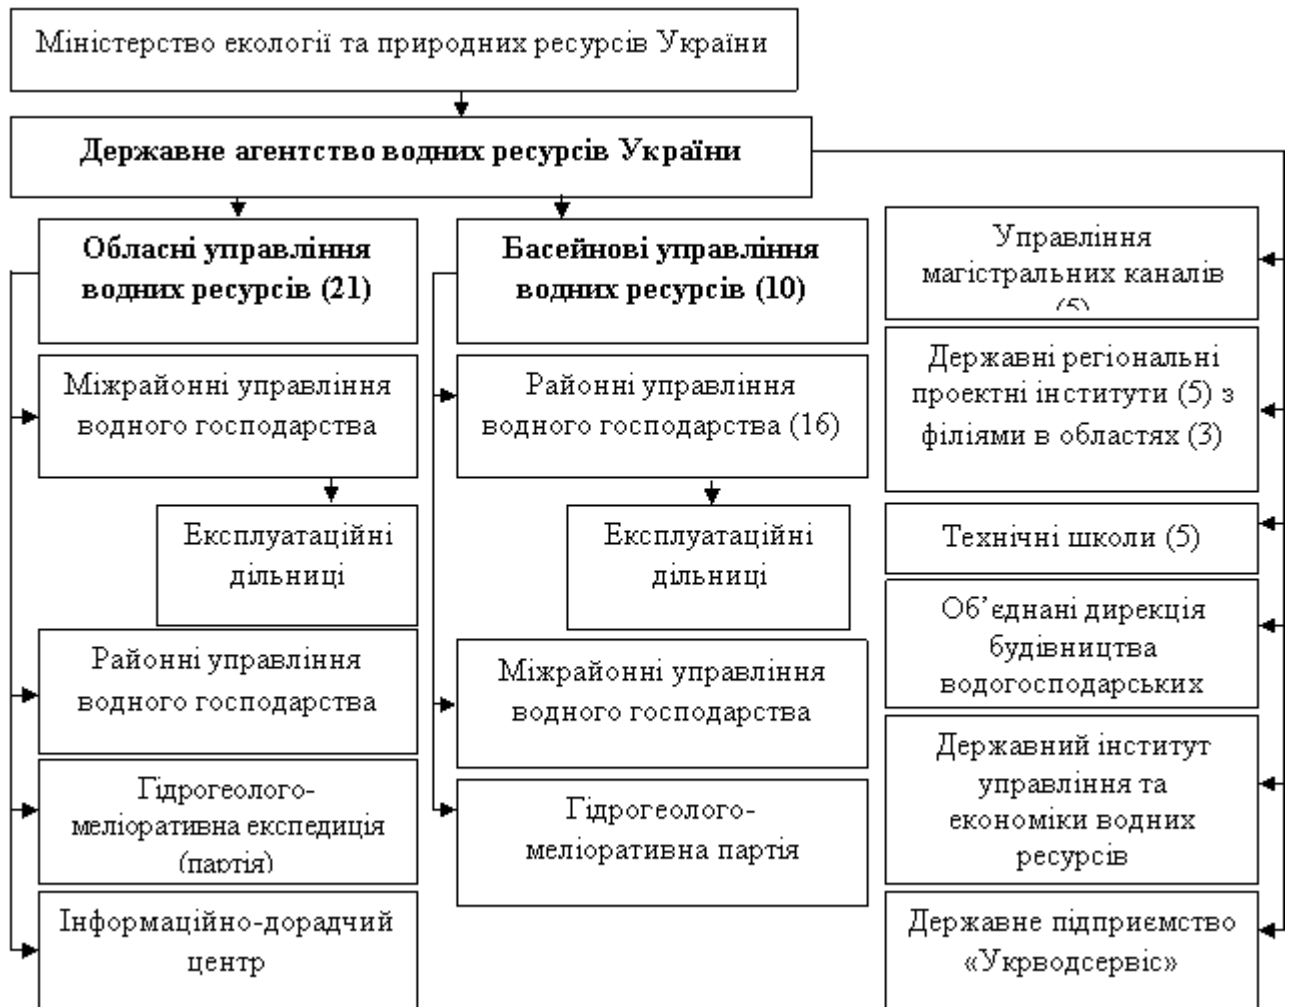 Міністерство екології та природних ресурсів України
Державне агентство водних ресурсів України
Обласні управління
водних ресурсів (21)
Міжрайонні управління
водного господарства
Експлуатаційні
дільниці
Районні управління
водного господарства
Гідрогеолого-
меліоративна експедиція
(партія)
Інформаційно-дорадчий
центр
Басейнові управління
водних ресурсів (10)
Районні управління
водного господарства (16)
Експлуатаційні
дільниці
Міжрайонні управління
водного господарства
Гідрогеолого-
меліоративна партія
Управління
магістральних каналів
(5)
Державні регіональні
проектні інститути (5) з
філіями в областях (3)
Технічні школи (5)
Об’єднані дирекція
будівництва
водогосподарських
Державний інститут
управління та
економіки водних
ресурсів
Державне підприємство
«Укрводсервіс»